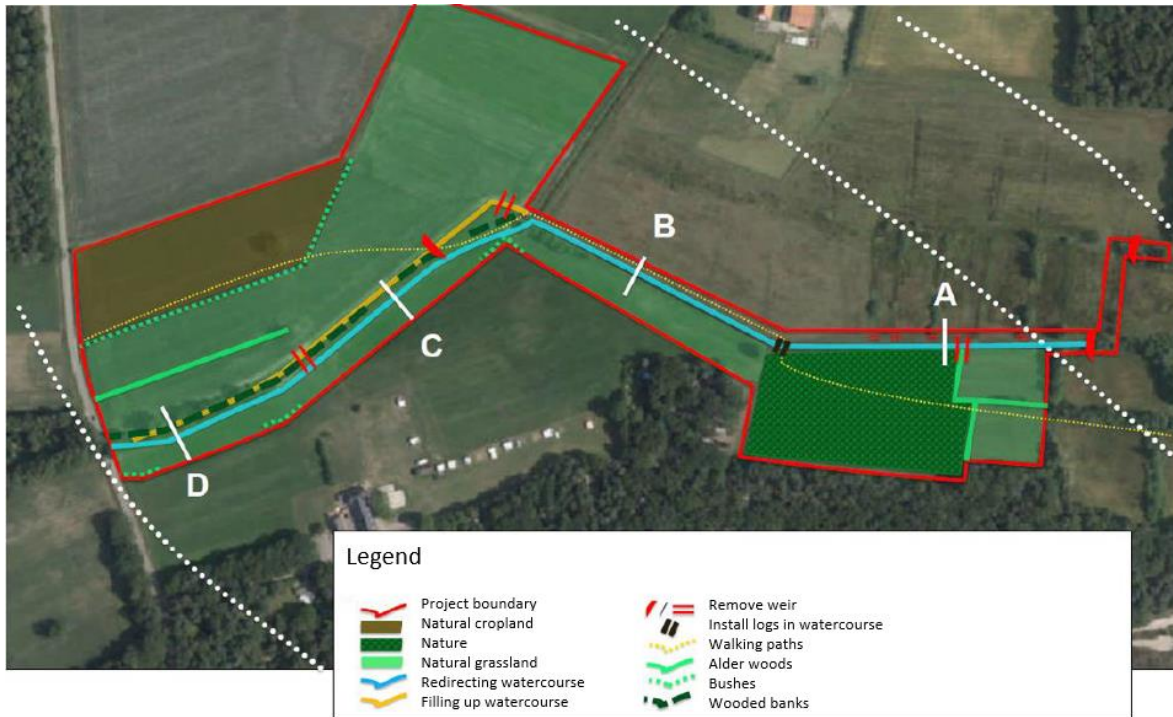 B
A
C
D
Legend
Project boundary
Natural cropland
Nature
Natural grassland
Redirecting watercourse
Filling up watercourse
Remove weir
Install logs in watercourse
Walking paths
Alder woods
Bushes
Wooded banks